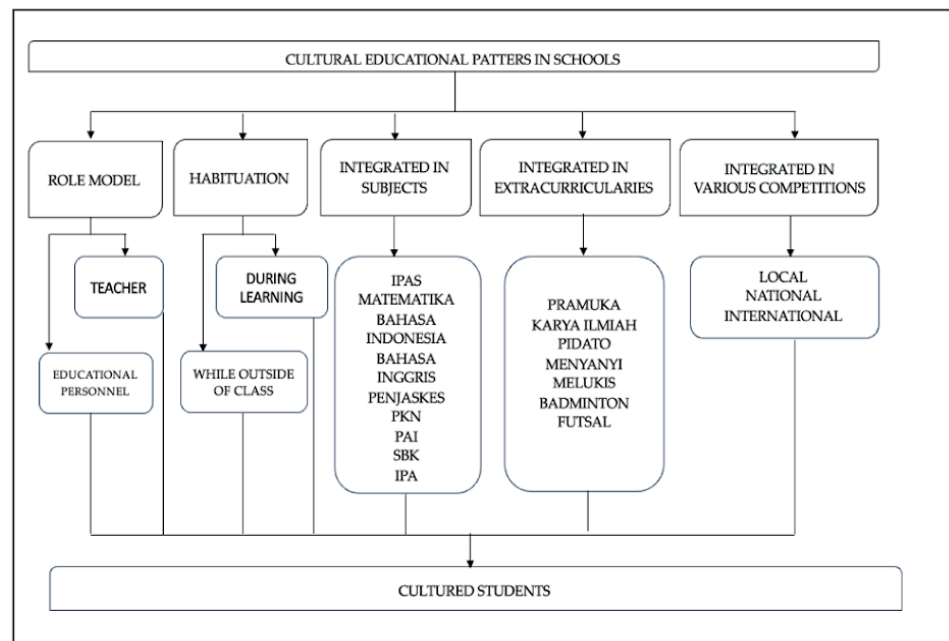 CULTURAL EDUCATIONAL PATTERS IN SCHOOLS
ROLE MODEL
HABITUATION
INTEGRATED IN
SUBJECTS
INTEGRATED IN
EXTRACURRICULARIES
INTEGRATED IN
VARIOUS COMPETITIONS
TEACHER
EDUCATIONAL
PERSONNEL
DURING
LEARNING
WHILE OUTSIDE
OF CLASS
IPAS
MATEMATIKA
BAHASA
INDONESIA
BAHASA
INGGRIS
PENJASKES
PKN
PAI
SBK
IPA
PRAMUKA
KARYA ILMIAH
PIDATO
MENYANYI
MELUKIS
BADMINTON
FUTSAL
LOCAL
NATIONAL
INTERNATIONAL
CULTURED STUDENTS